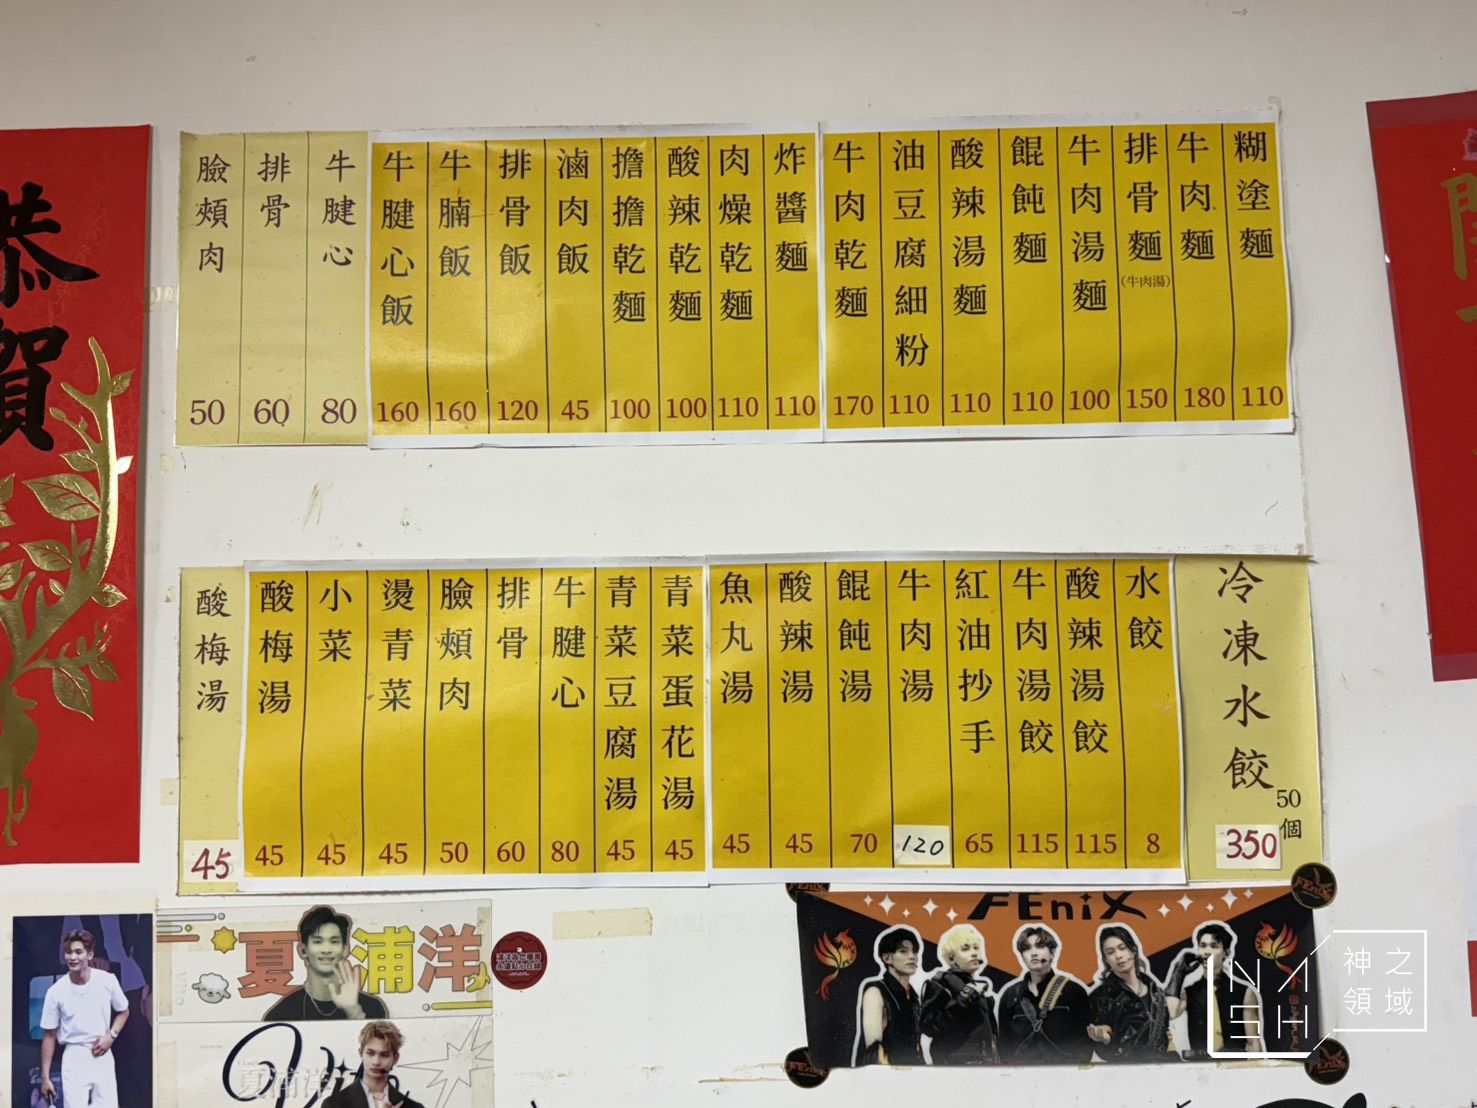 恭賀
糊塗麵 110
牛肉麵 180
排骨麵 (牛肉湯) 150
牛肉湯麵 100
餛飩麵 110
酸辣湯麵 110
油豆腐細粉 110
牛肉乾麵 170
炸醬麵 110
肉燥乾麵 110
酸辣乾麵 100
擔擔乾麵 100
滷肉飯 45
排骨飯 120
牛腩飯 160
牛腱心飯 160
牛腱心 80
排骨 60
臉頰肉 50
冷凍水餃 50個 350
水餃 8
酸辣湯餃 115
牛肉湯餃 115
紅油抄手 65
牛肉湯 120
餛飩湯 70
酸辣湯 45
魚丸湯 45
青菜蛋花湯 45
青菜豆腐湯 45
牛腱心 80
排骨 60
臉頰肉 50
燙青菜 45
小菜 45
酸梅湯 45
酸梅湯 45
夏浦洋
夏浦洋
FEniX
NASH
神之領域